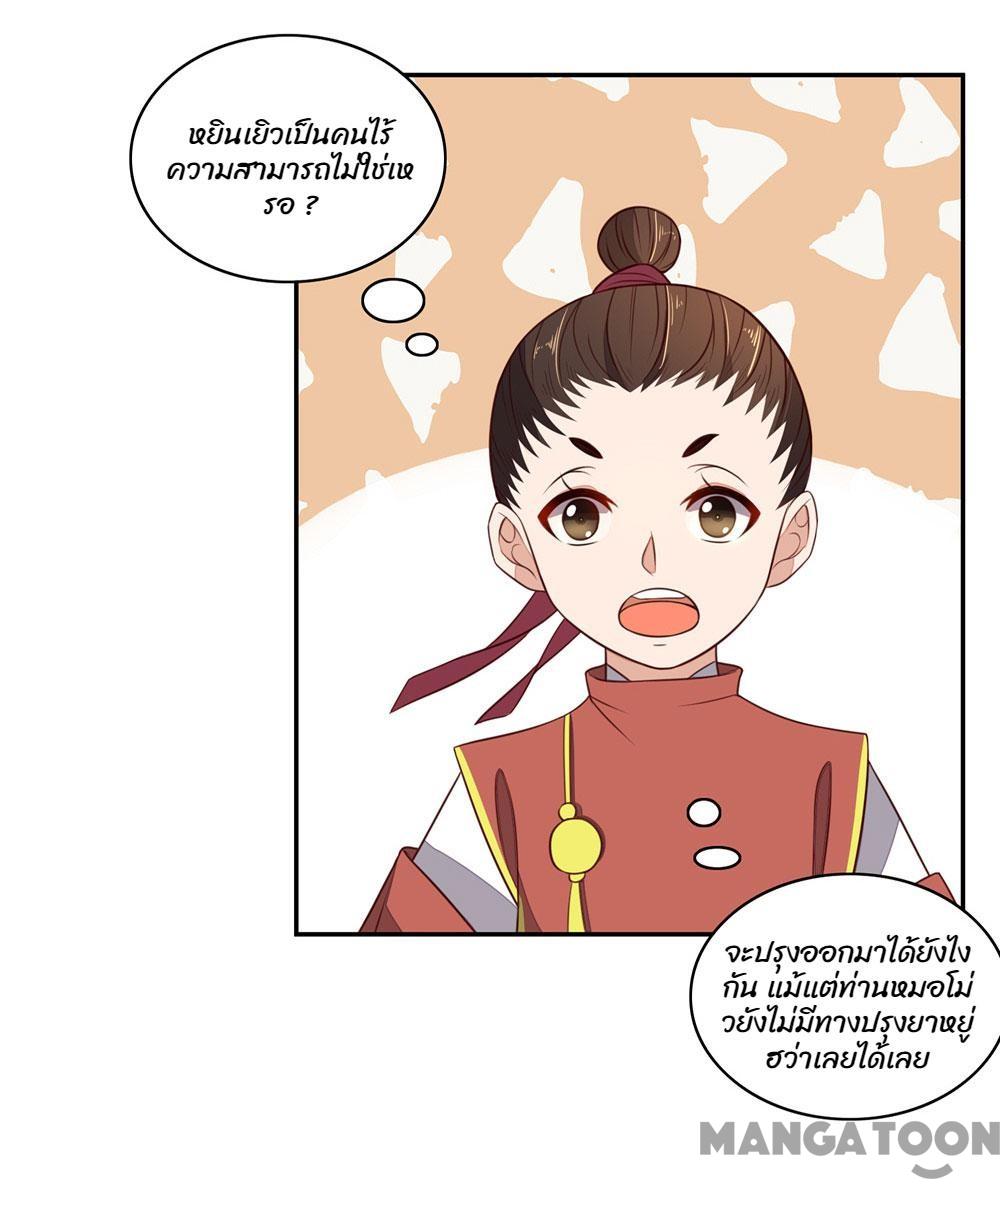 หยินเยิวเป็นคนไร้
ความสามารถไม่ใช่เห
รอ ?
จะปรุงออกมาได้ยังไง
กัน แม้แต่ท่านหมอโม่
วยังไม่มีทางปรุงยาหยู่
ฮว่าเลยได้เลย
MANGATOON